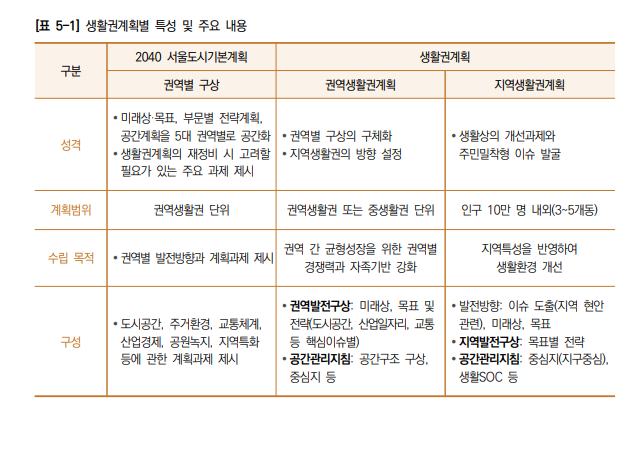 [표 5-1] 생활권계획별 특성 및 주요 내용
구분
2040 서울도시기본계획
생활권계획
권역별 구상
권역생활권계획
지역생활권계획
성격
• 미래상·목표, 부문별 전략계획,
공간계획을 5대 권역별로 공간화
• 생활권계획의 재정비 시 고려할
필요가 있는 주요 과제 제시
• 권역별 구상의 구체화
• 지역생활권의 방향 설정
• 생활상의 개선과제와
주민밀착형 이슈 발굴
계획범위
권역생활권 단위
권역생활권 또는 중생활권 단위
인구 10만 명 내외(3~5개동)
수립 목적
• 권역별 발전방향과 계획과제 제시
권역 간 균형성장을 위한 권역별
경쟁력과 자족기반 강화
지역특성을 반영하여
생활환경 개선
구성
• 도시공간, 주거환경, 교통체계,
산업경제, 공원녹지, 지역특화
등에 관한 계획과제 제시
• 권역발전구상: 미래상, 목표 및
전략(도시공간, 산업일자리, 교통
등 핵심이슈별)
• 공간관리지침: 공간구조 구상,
중심지 등
• 발전방향: 이슈 도출(지역 현안
관련), 미래상, 목표
• 지역발전구상: 목표별 전략
• 공간관리지침: 중심지(지구중심),
생활SOC 등